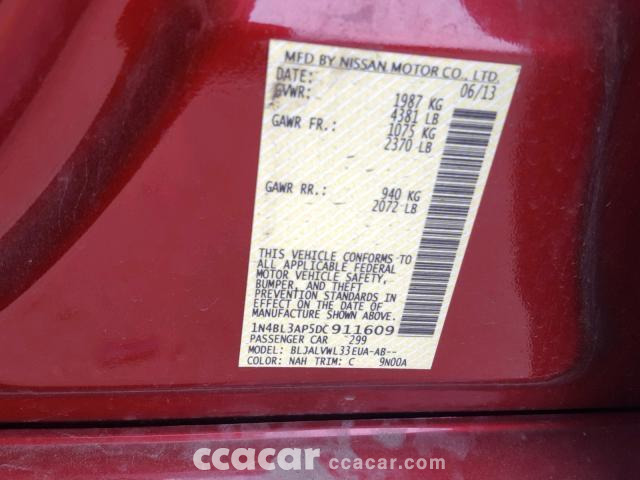 MFD BY NISSAN MOTOR CO., LTD.
DATE: 06/13
GVWR: 1987 KG
4381 LB
GAWR FR.: 1075 KG
2370 LB
GAWR RR.: 940 KG
2072 LB
THIS VEHICLE CONFORMS TO
ALL APPLICABLE FEDERAL
MOTOR VEHICLE SAFETY,
BUMPER, AND THEFT
PREVENTION STANDARDS IN
EFFECT ON THE DATE OF
MANUFACTURE SHOWN ABOVE.
1N4BL3AP5DC911609
PASSENGER CAR 299
MODEL: BLJALVWL33EUA-AB--
COLOR: NAH TRIM: C 9N00A
ccacar ccacar.com